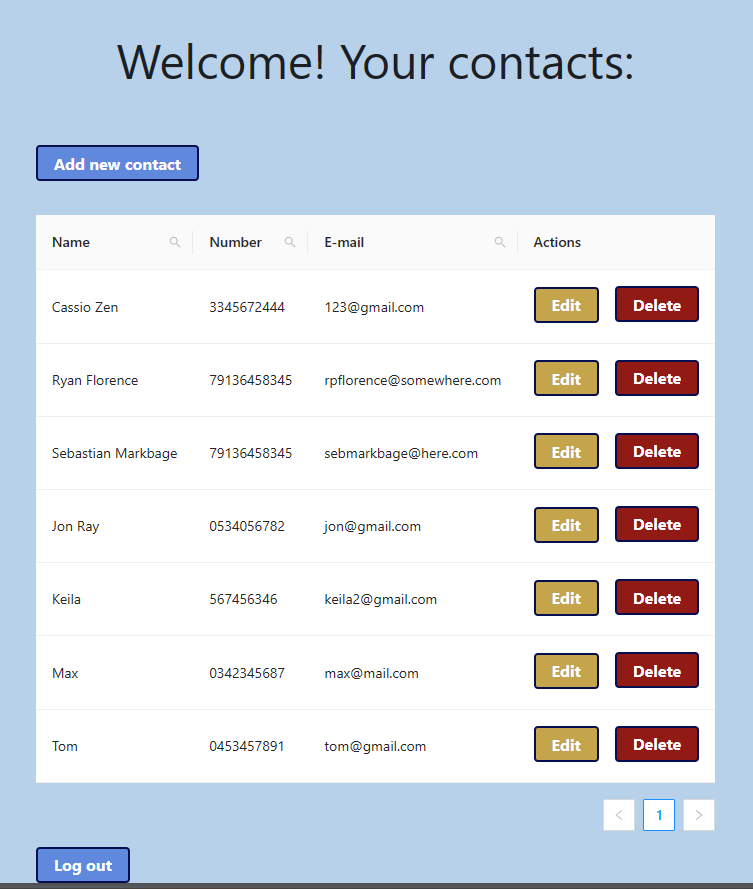 Welcome! Your contacts:
Add new contact
Name Number E-mail Actions
Cassio Zen 3345672444 123@gmail.com Edit Delete
Ryan Florence 79136458345 rpflorence@somewhere.com Edit Delete
Sebastian Markbage 79136458345 sebmarkbage@here.com Edit Delete
Jon Ray 0534056782 jon@gmail.com Edit Delete
Keila 567456346 keila2@gmail.com Edit Delete
Max 0342345687 max@mail.com Edit Delete
Tom 0453457891 tom@gmail.com Edit Delete
< 1 >
Log out